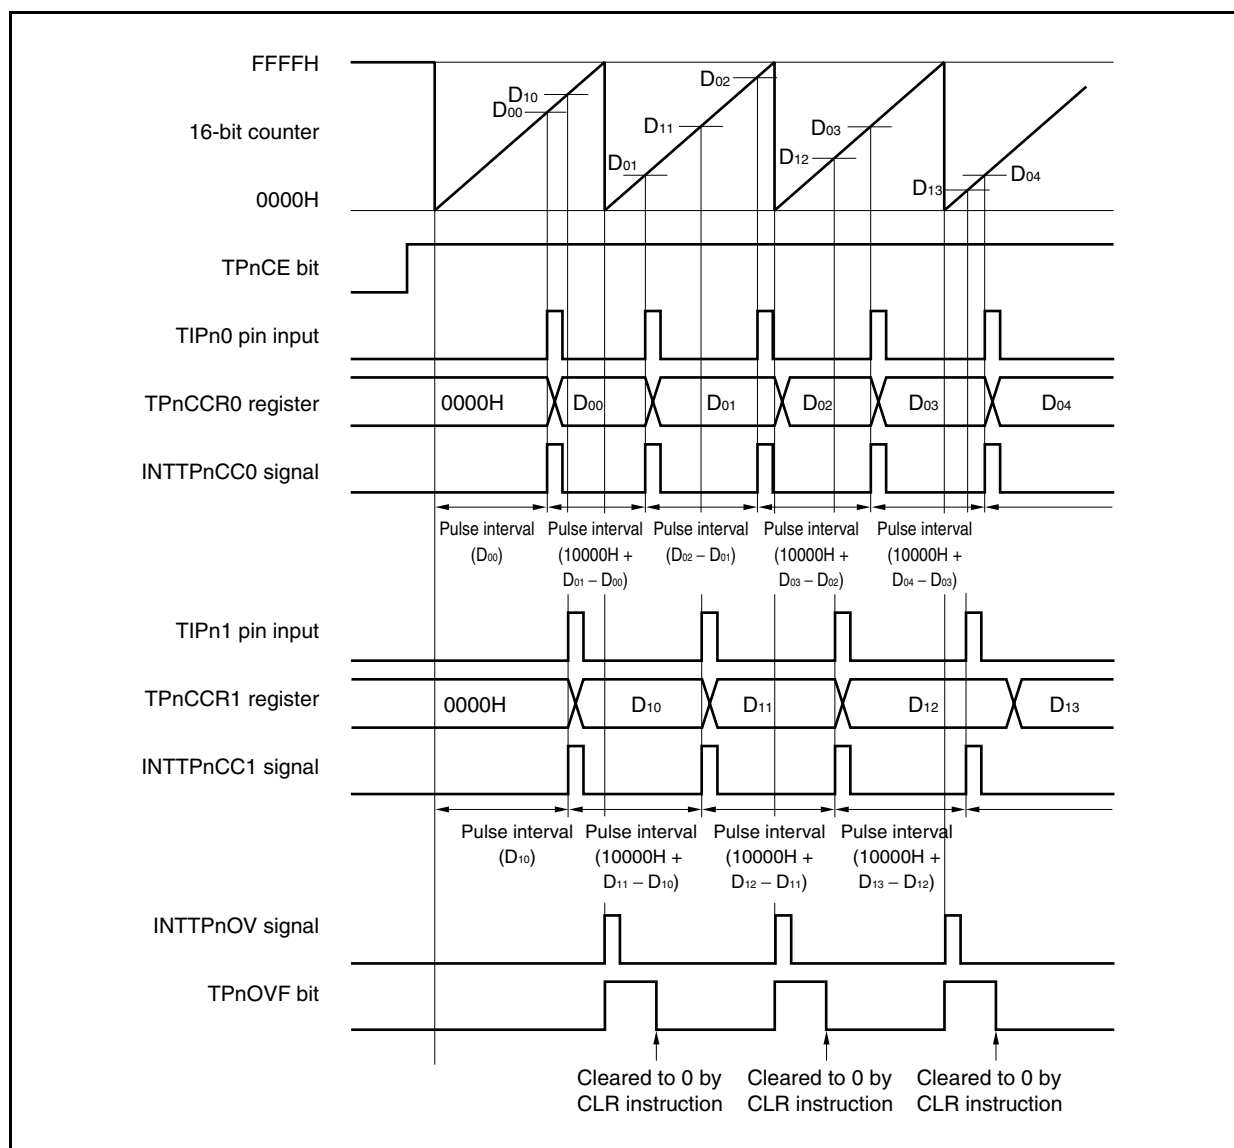 FFFFH
D10
D00
D02
16-bit counter
D11
D03
D01
D12
D13
D04
0000H
TPnCE bit
TIPn0 pin input
TPnCCR0 register
0000H
D00
D01
D02
D03
D04
INTTPnCC0 signal
Pulse interval
(D00)
Pulse interval
(10000H +
D01 – D00)
Pulse interval
(D02 – D01)
Pulse interval
(10000H +
D03 – D02)
Pulse interval
(10000H +
D04 – D03)
TIPn1 pin input
TPnCCR1 register
0000H
D10
D11
D12
D13
INTTPnCC1 signal
Pulse interval
(D10)
Pulse interval
(10000H +
D11 – D10)
Pulse interval
(10000H +
D12 – D11)
Pulse interval
(10000H +
D13 – D12)
INTTPnOV signal
TPnOVF bit
Cleared to 0 by
CLR instruction
Cleared to 0 by
CLR instruction
Cleared to 0 by
CLR instruction